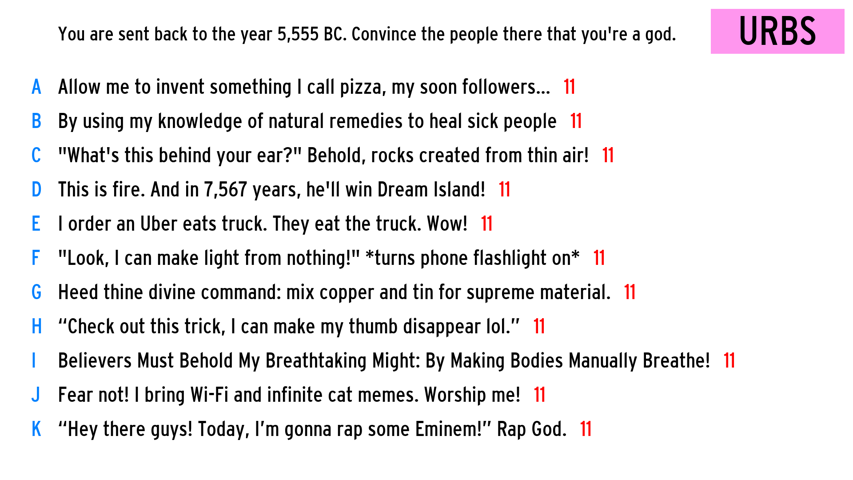 You are sent back to the year 5,555 BC. Convince the people there that you're a god.
URBS
A Allow me to invent something I call pizza, my soon followers... 11
B By using my knowledge of natural remedies to heal sick people 11
C "What's this behind your ear?" Behold, rocks created from thin air! 11
D This is fire. And in 7,567 years, he'll win Dream Island! 11
E I order an Uber eats truck. They eat the truck. Wow! 11
F "Look, I can make light from nothing!" *turns phone flashlight on* 11
G Heed thine divine command: mix copper and tin for supreme material. 11
H “Check out this trick, I can make my thumb disappear lol.” 11
I Believers Must Behold My Breathtaking Might: By Making Bodies Manually Breathe! 11
J Fear not! I bring Wi-Fi and infinite cat memes. Worship me! 11
K “Hey there guys! Today, I’m gonna rap some Eminem!” Rap God. 11